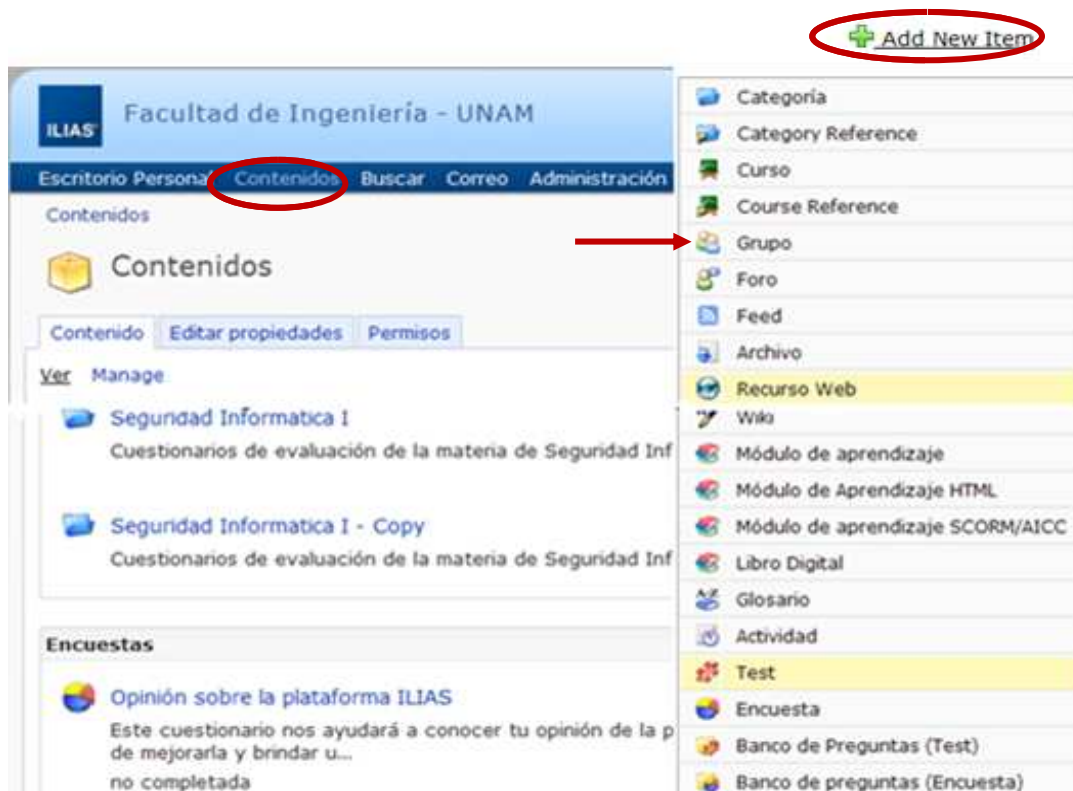 Add New Item
ILIAS
Facultad de Ingeniería - UNAM
Escritorio Personal Contenidos Buscar Correo Administración
Contenidos
Contenidos
Contenido Editar propiedades Permisos
Ver Manage
Seguridad Informatica I
Cuestionarios de evaluación de la materia de Seguridad Inf
Seguridad Informatica I - Copy
Cuestionarios de evaluación de la materia de Seguridad Inf
Encuestas
Opinión sobre la plataforma ILIAS
Este cuestionario nos ayudará a conocer tu opinión de la p
de mejorarla y brindar u...
no completada
Categoría
Category Reference
Curso
Course Reference
Grupo
Foro
Feed
Archivo
Recurso Web
Wiki
Módulo de aprendizaje
Módulo de Aprendizaje HTML
Módulo de aprendizaje SCORM/AICC
Libro Digital
Glosario
Actividad
Test
Encuesta
Banco de Preguntas (Test)
Banco de preguntas (Encuesta)